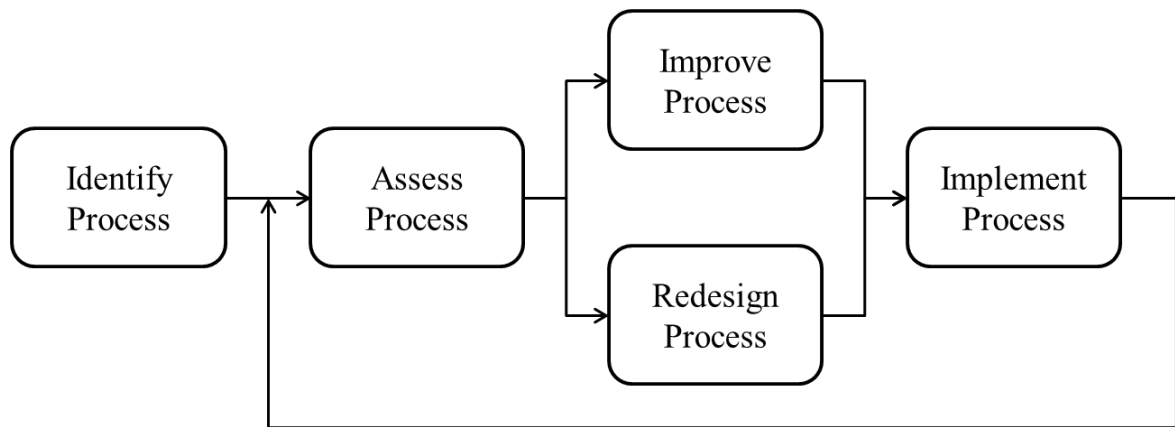 Identify
Process
Assess
Process
Improve
Process
Redesign
Process
Implement
Process